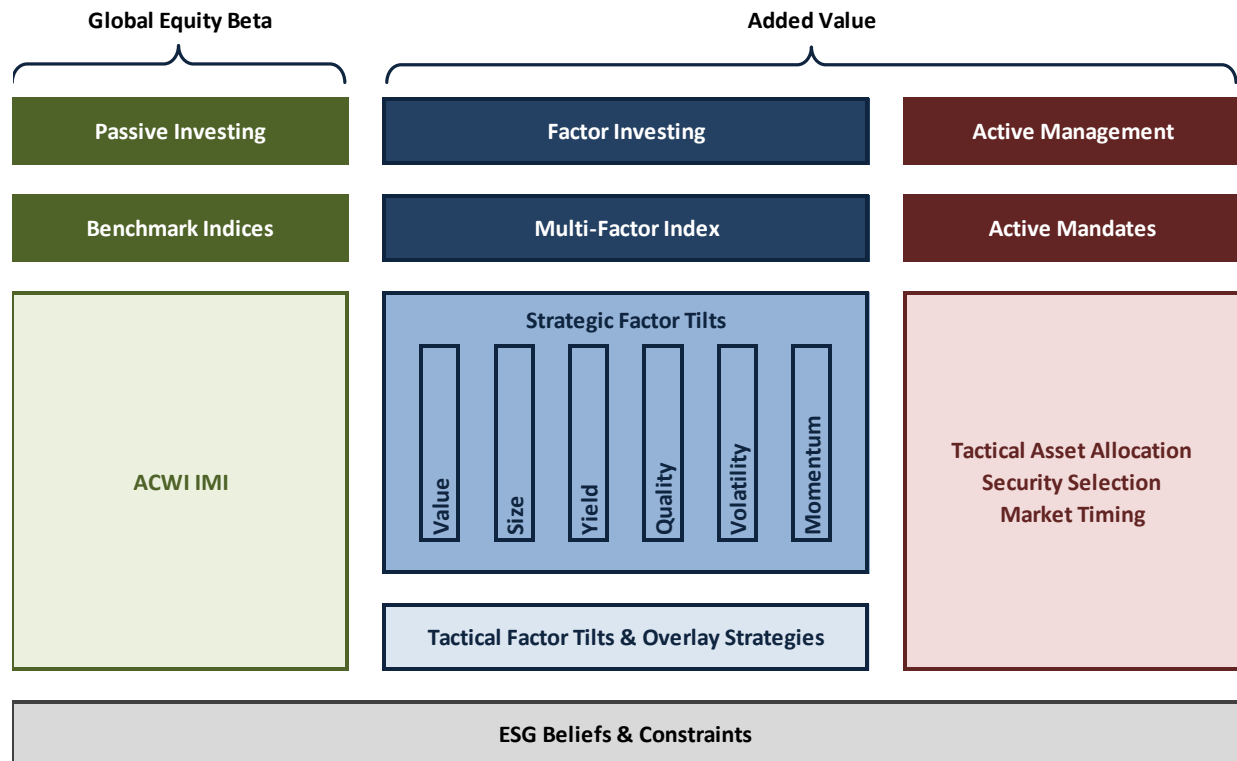 Global Equity Beta
Added Value
Passive Investing
Factor Investing
Active Management
Benchmark Indices
Multi-Factor Index
Active Mandates
Strategic Factor Tilts
Value
Size
Yield
Quality
Volatility
Momentum
ACWI IMI
Tactical Asset Allocation
Security Selection
Market Timing
Tactical Factor Tilts & Overlay Strategies
ESG Beliefs & Constraints